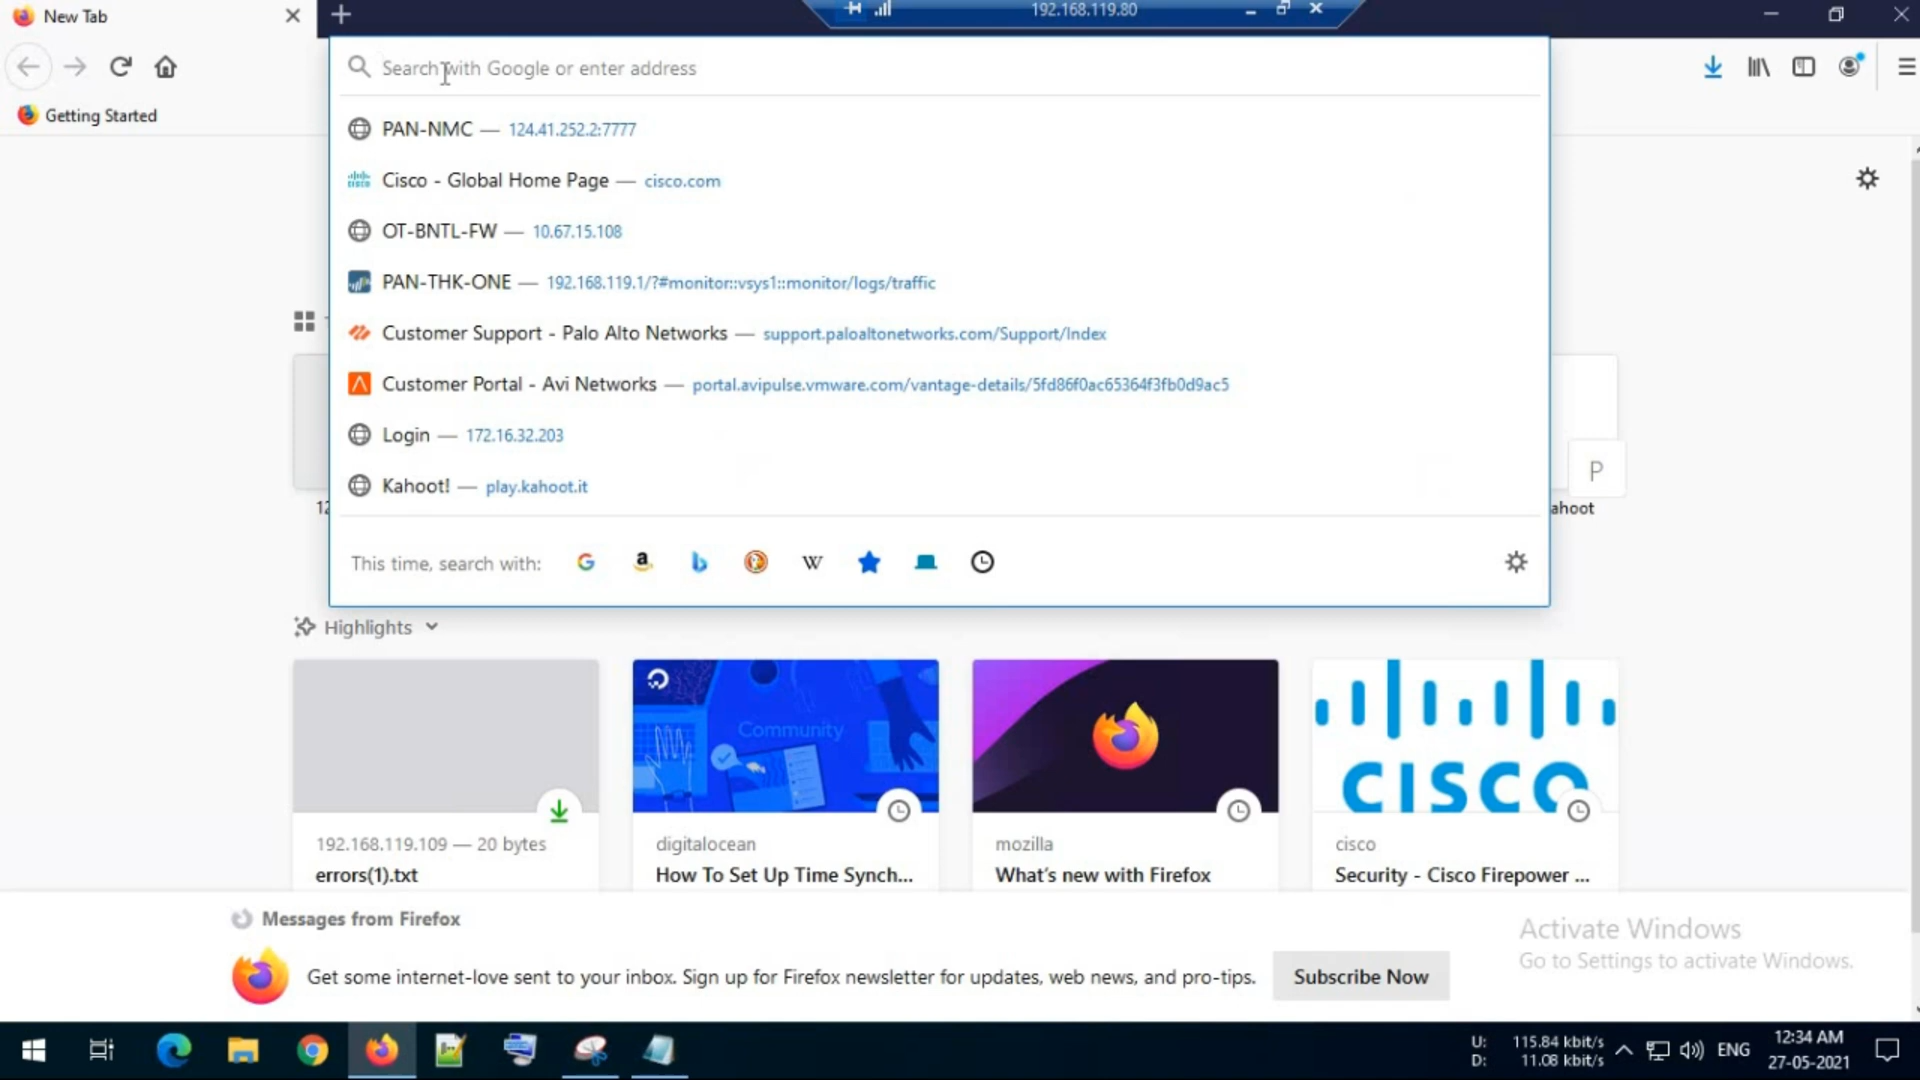 New Tab
192.168.119.80
Search with Google or enter address
Getting Started
PAN-NMC — 124.41.252.2:7777
Cisco - Global Home Page — cisco.com
OT-BNTL-FW — 10.67.15.108
PAN-THK-ONE — 192.168.119.1/?#monitor::vsys1::monitor/logs/traffic
Customer Support - Palo Alto Networks — support.paloaltonetworks.com/Support/Index
Customer Portal - Avi Networks — portal.avipulse.vmware.com/vantage-details/5fd86f0ac65364f3fb0d9ac5
Login — 172.16.32.203
Kahoot! — play.kahoot.it
P
12
ahoot
This time, search with:
Highlights
Community
CISCO
192.168.119.109 — 20 bytes
errors(1).txt
digitalocean
How To Set Up Time Synch...
mozilla
What's new with Firefox
cisco
Security - Cisco Firepower ...
Messages from Firefox
Get some internet-love sent to your inbox. Sign up for Firefox newsletter for updates, web news, and pro-tips.
Subscribe Now
Activate Windows
Go to Settings to activate Windows.
U: 115.84 kbit/s
D: 11.08 kbit/s
ENG
12:34 AM
27-05-2021